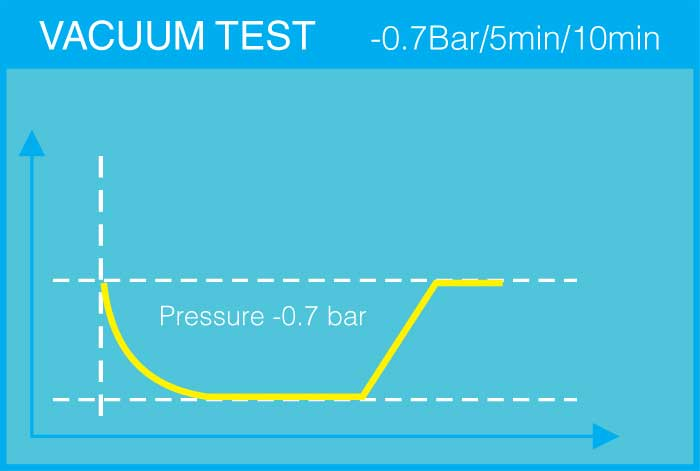 VACUUM TEST -0.7Bar/5min/10min
Pressure -0.7 bar